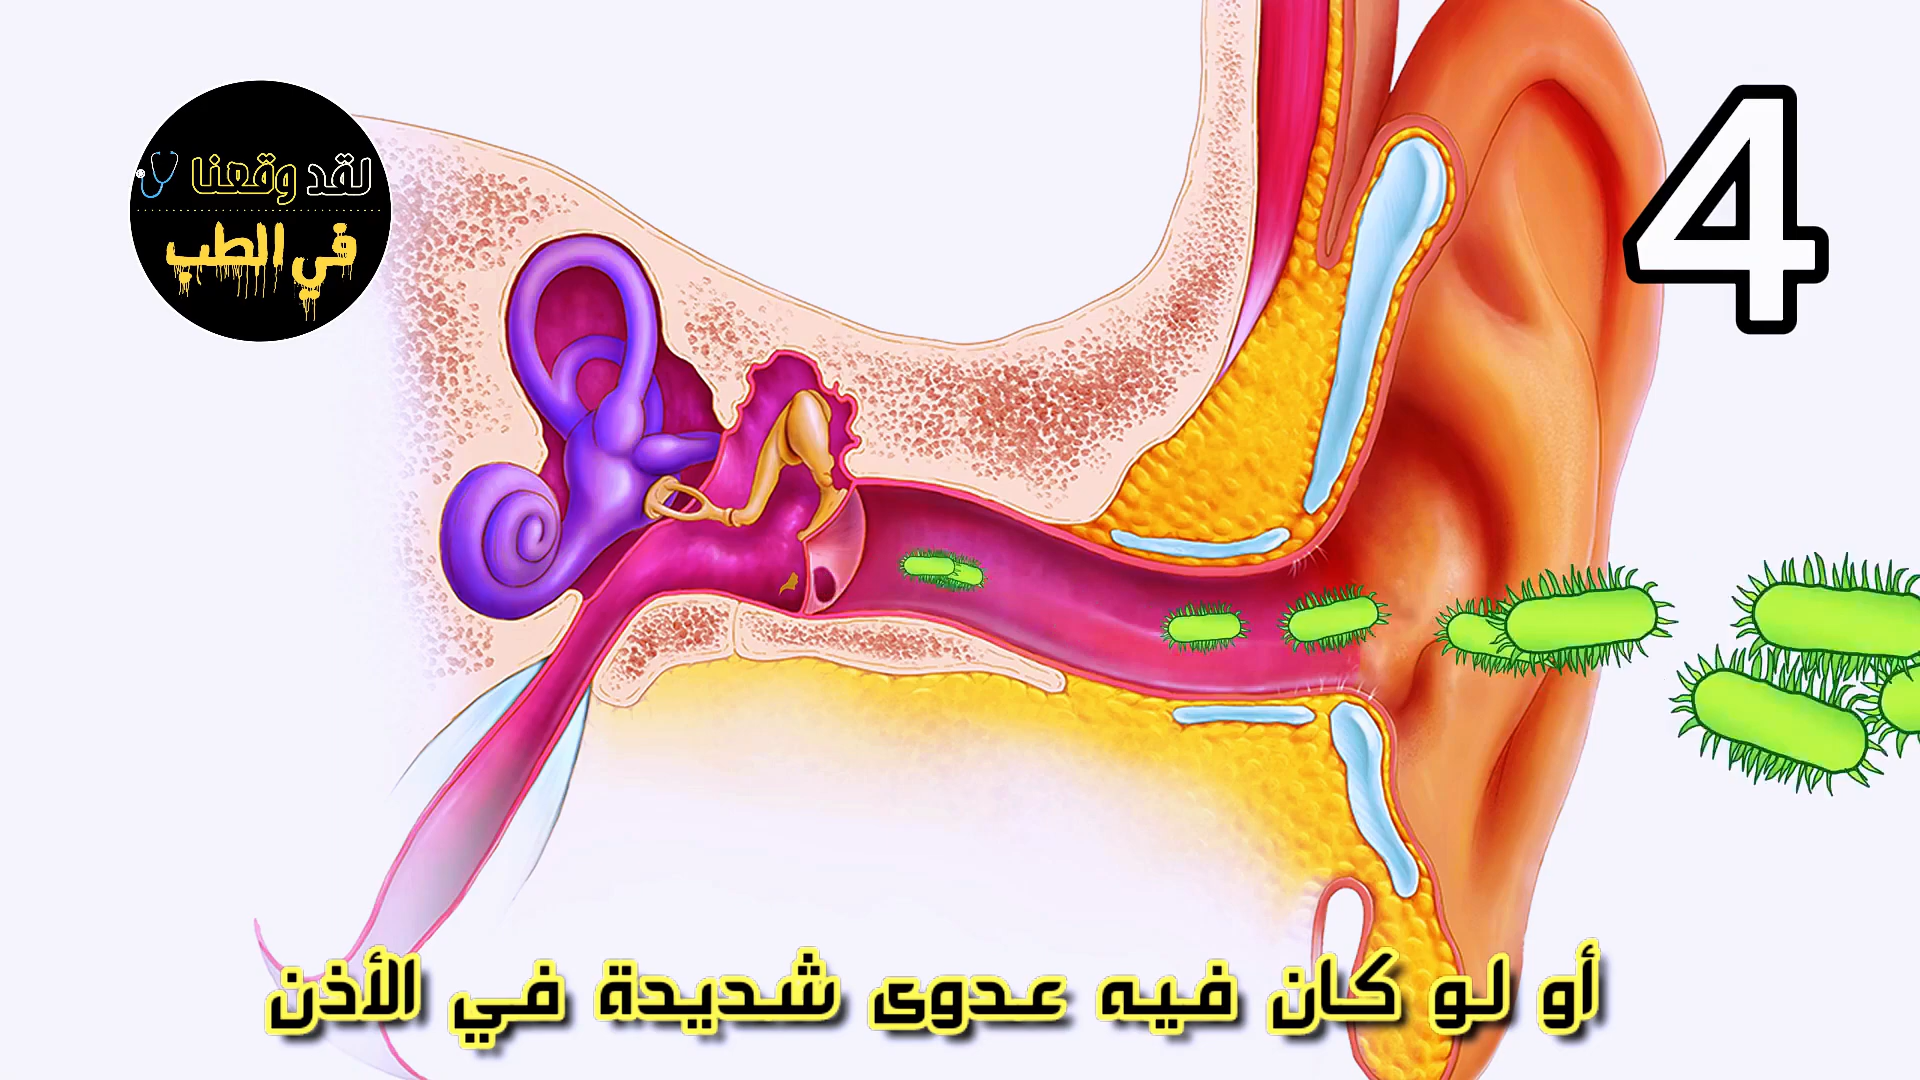 لقد وقعنا
في الطب
4
أو لو كان فيه عدوى شديدة في الأذن